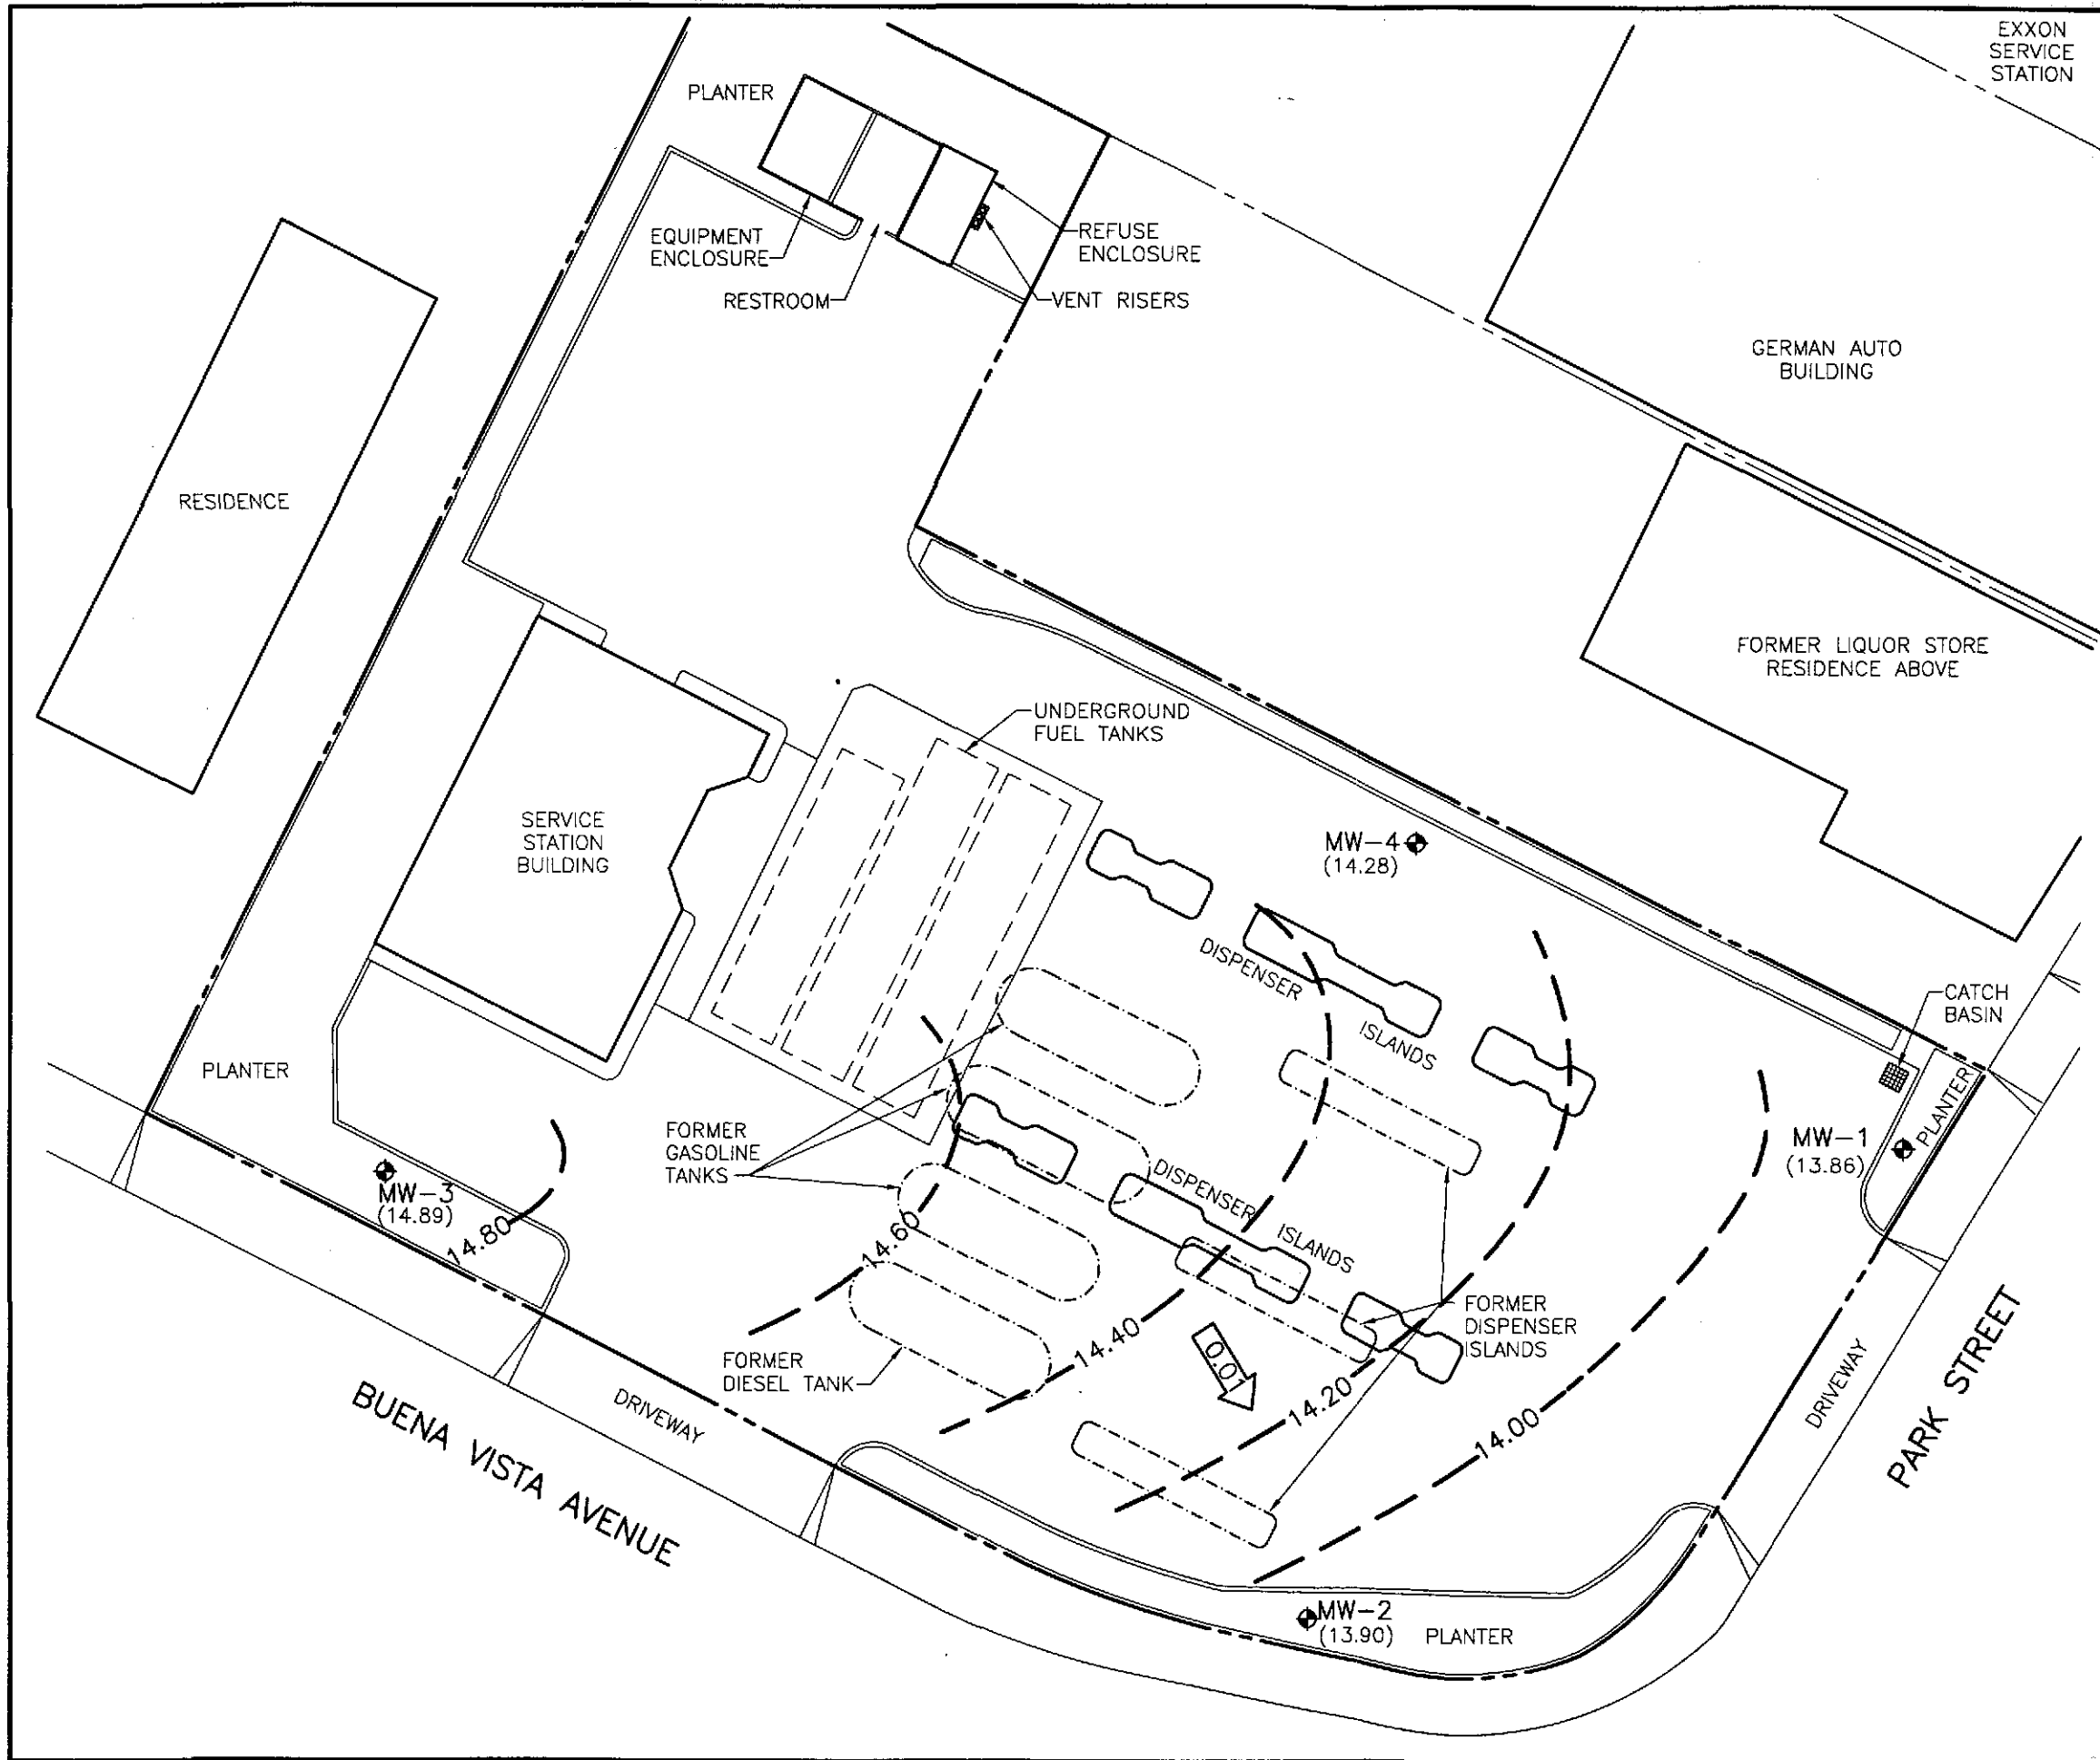 EXXON
SERVICE
STATION
PLANTER
EQUIPMENT
ENCLOSURE
REFUSE
ENCLOSURE
RESTROOM
VENT RISERS
GERMAN AUTO
BUILDING
RESIDENCE
FORMER LIQUOR STORE
RESIDENCE ABOVE
UNDERGROUND
FUEL TANKS
SERVICE
STATION
BUILDING
MW-4
(14.28)
DISPENSER
ISLANDS
CATCH
BASIN
PLANTER
PLANTER
MW-1
(13.86)
FORMER
GASOLINE
TANKS
MW-3
(14.89)
14.80
14.60
DISPENSER
ISLANDS
FORMER
DISPENSER
ISLANDS
14.40
0.01
14.20
14.00
FORMER
DIESEL TANK
DRIVEWAY
DRIVEWAY
PARK STREET
BUENA VISTA AVENUE
MW-2
(13.90)
PLANTER